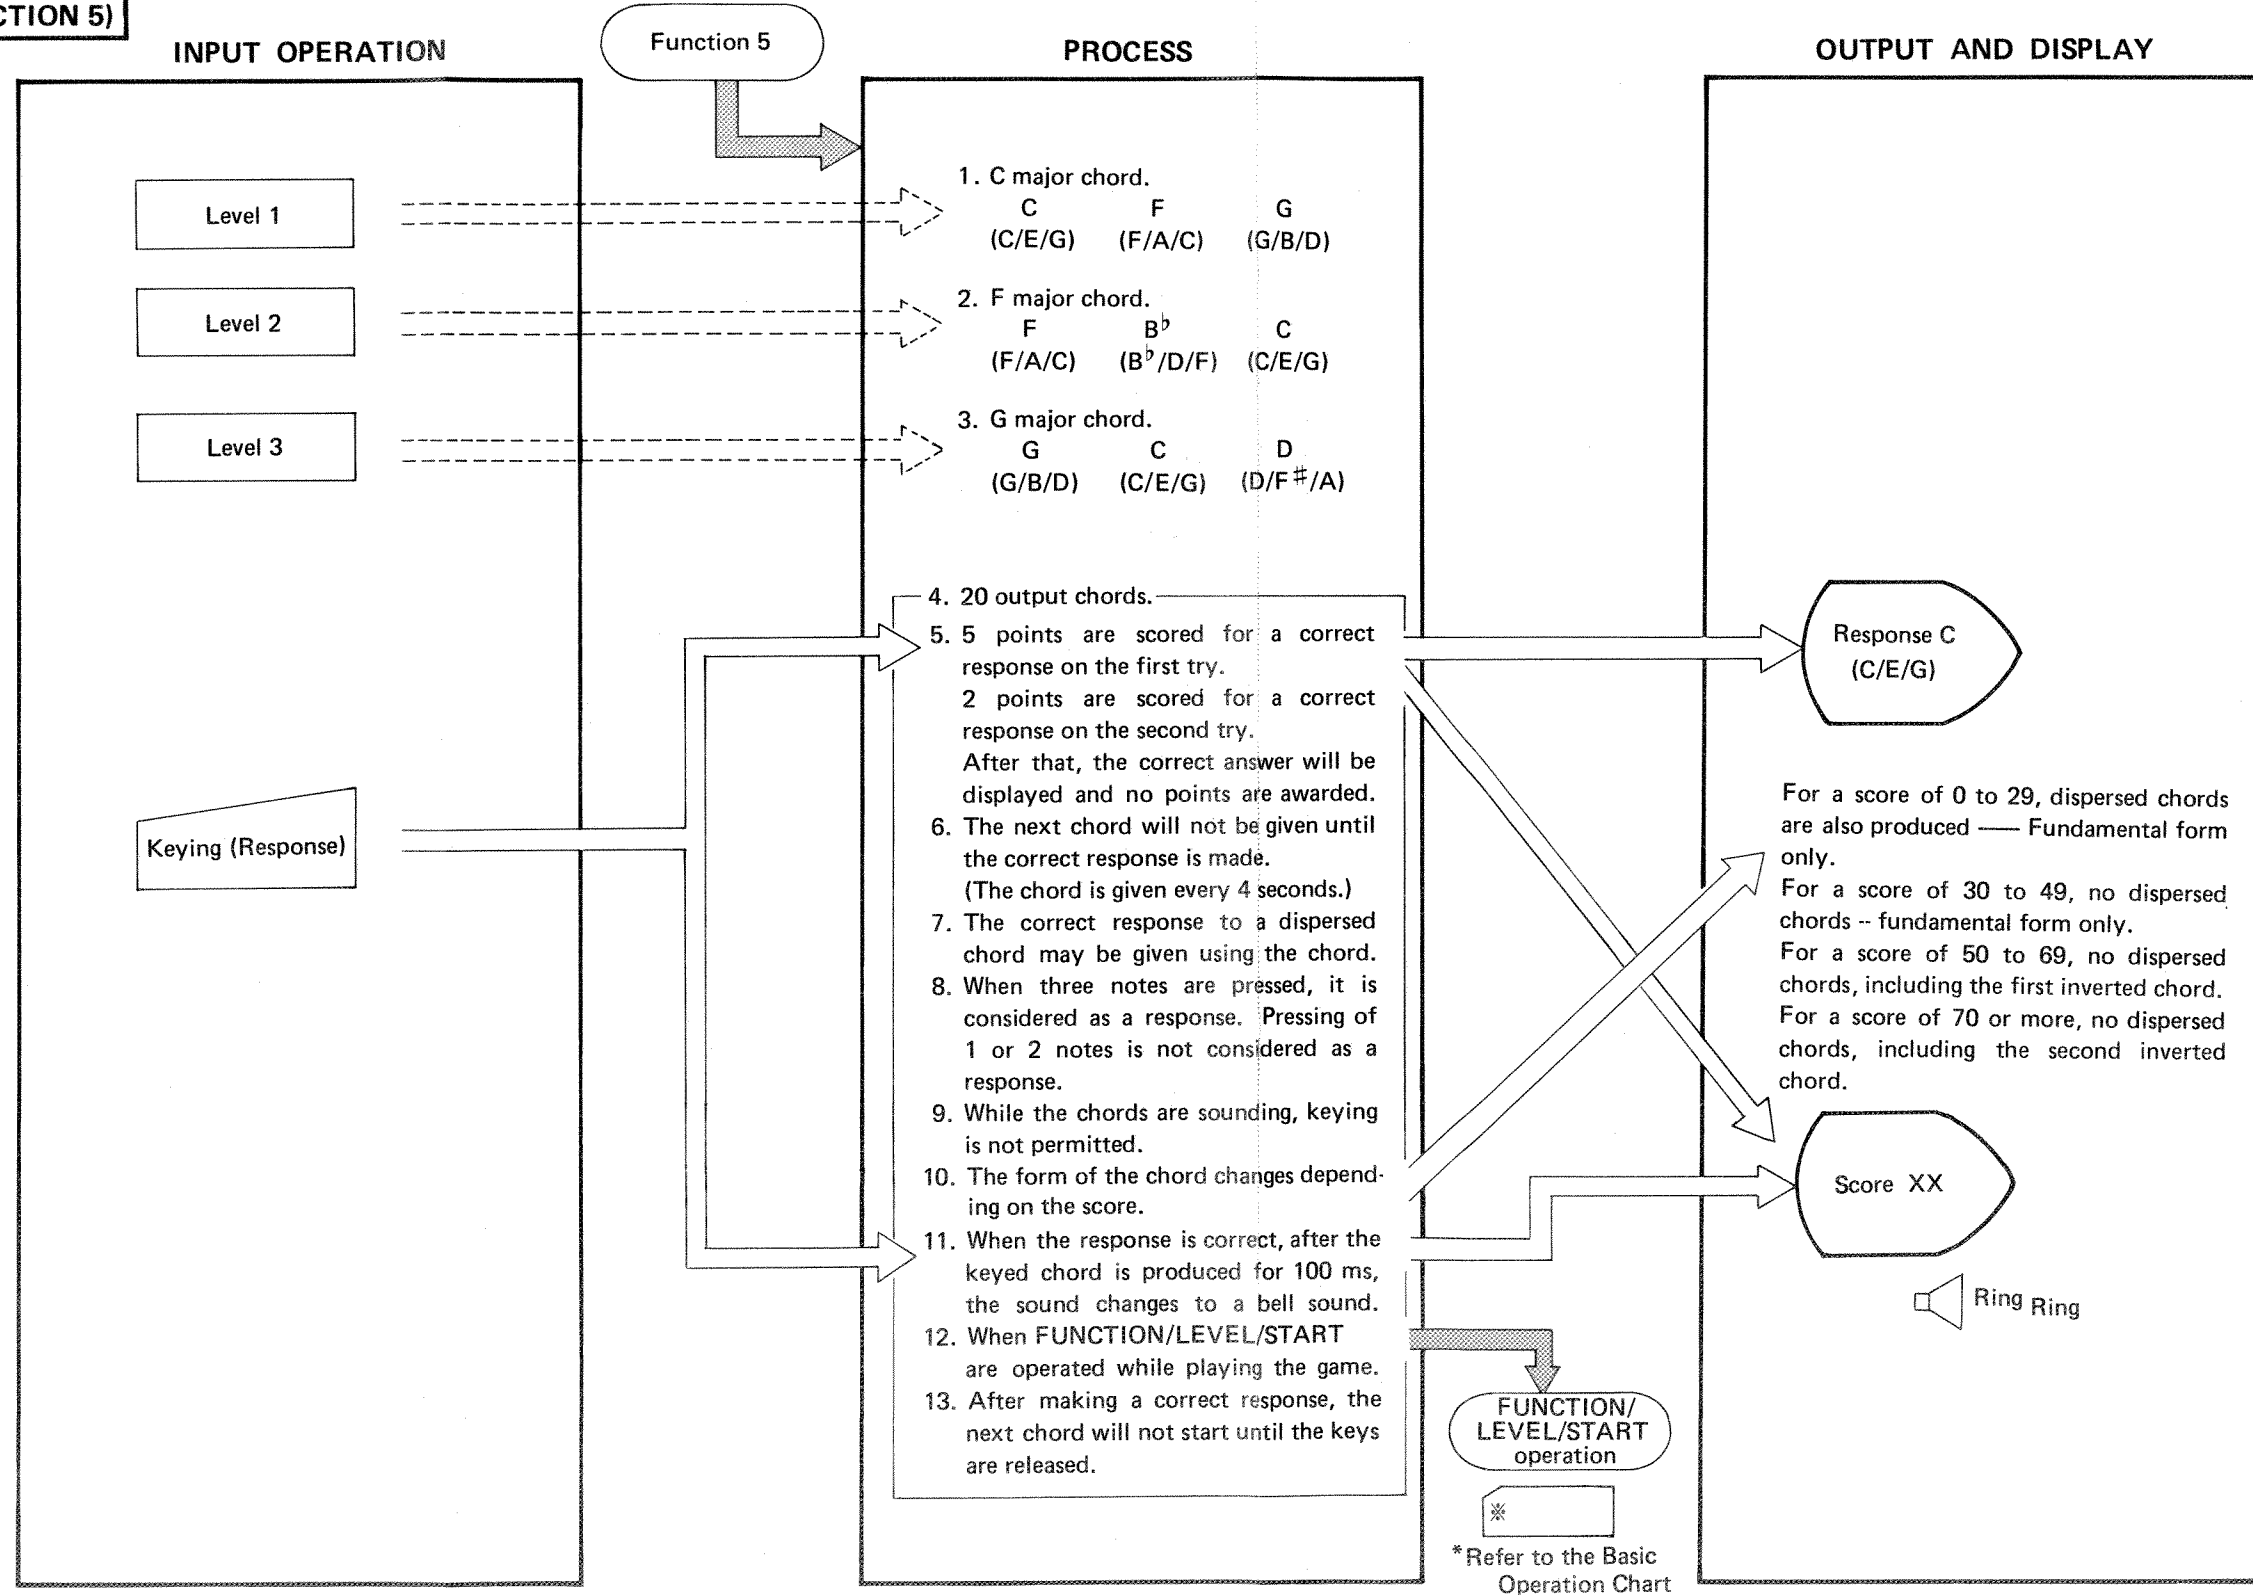 CTION 5)
INPUT OPERATION
Function 5
PROCESS
OUTPUT AND DISPLAY
Level 1
Level 2
Level 3
Keying (Response)
1. C major chord.
C F G
(C/E/G) (F/A/C) (G/B/D)
2. F major chord.
F B♭ C
(F/A/C) (B♭/D/F) (C/E/G)
3. G major chord.
G C D
(G/B/D) (C/E/G) (D/F♯/A)
4. 20 output chords.
5. 5 points are scored for a correct
response on the first try.
2 points are scored for a correct
response on the second try.
After that, the correct answer will be
displayed and no points are awarded.
6. The next chord will not be given until
the correct response is made.
(The chord is given every 4 seconds.)
7. The correct response to a dispersed
chord may be given using the chord.
8. When three notes are pressed, it is
considered as a response. Pressing of
1 or 2 notes is not considered as a
response.
9. While the chords are sounding, keying
is not permitted.
10. The form of the chord changes depend-
ing on the score.
11. When the response is correct, after the
keyed chord is produced for 100 ms,
the sound changes to a bell sound.
12. When FUNCTION/LEVEL/START
are operated while playing the game.
13. After making a correct response, the
next chord will not start until the keys
are released.
FUNCTION/
LEVEL/START
operation
※
*Refer to the Basic
Operation Chart
Response C
(C/E/G)
For a score of 0 to 29, dispersed chords
are also produced —— Fundamental form
only.
For a score of 30 to 49, no dispersed
chords -- fundamental form only.
For a score of 50 to 69, no dispersed
chords, including the first inverted chord.
For a score of 70 or more, no dispersed
chords, including the second inverted
chord.
Score XX
Ring Ring